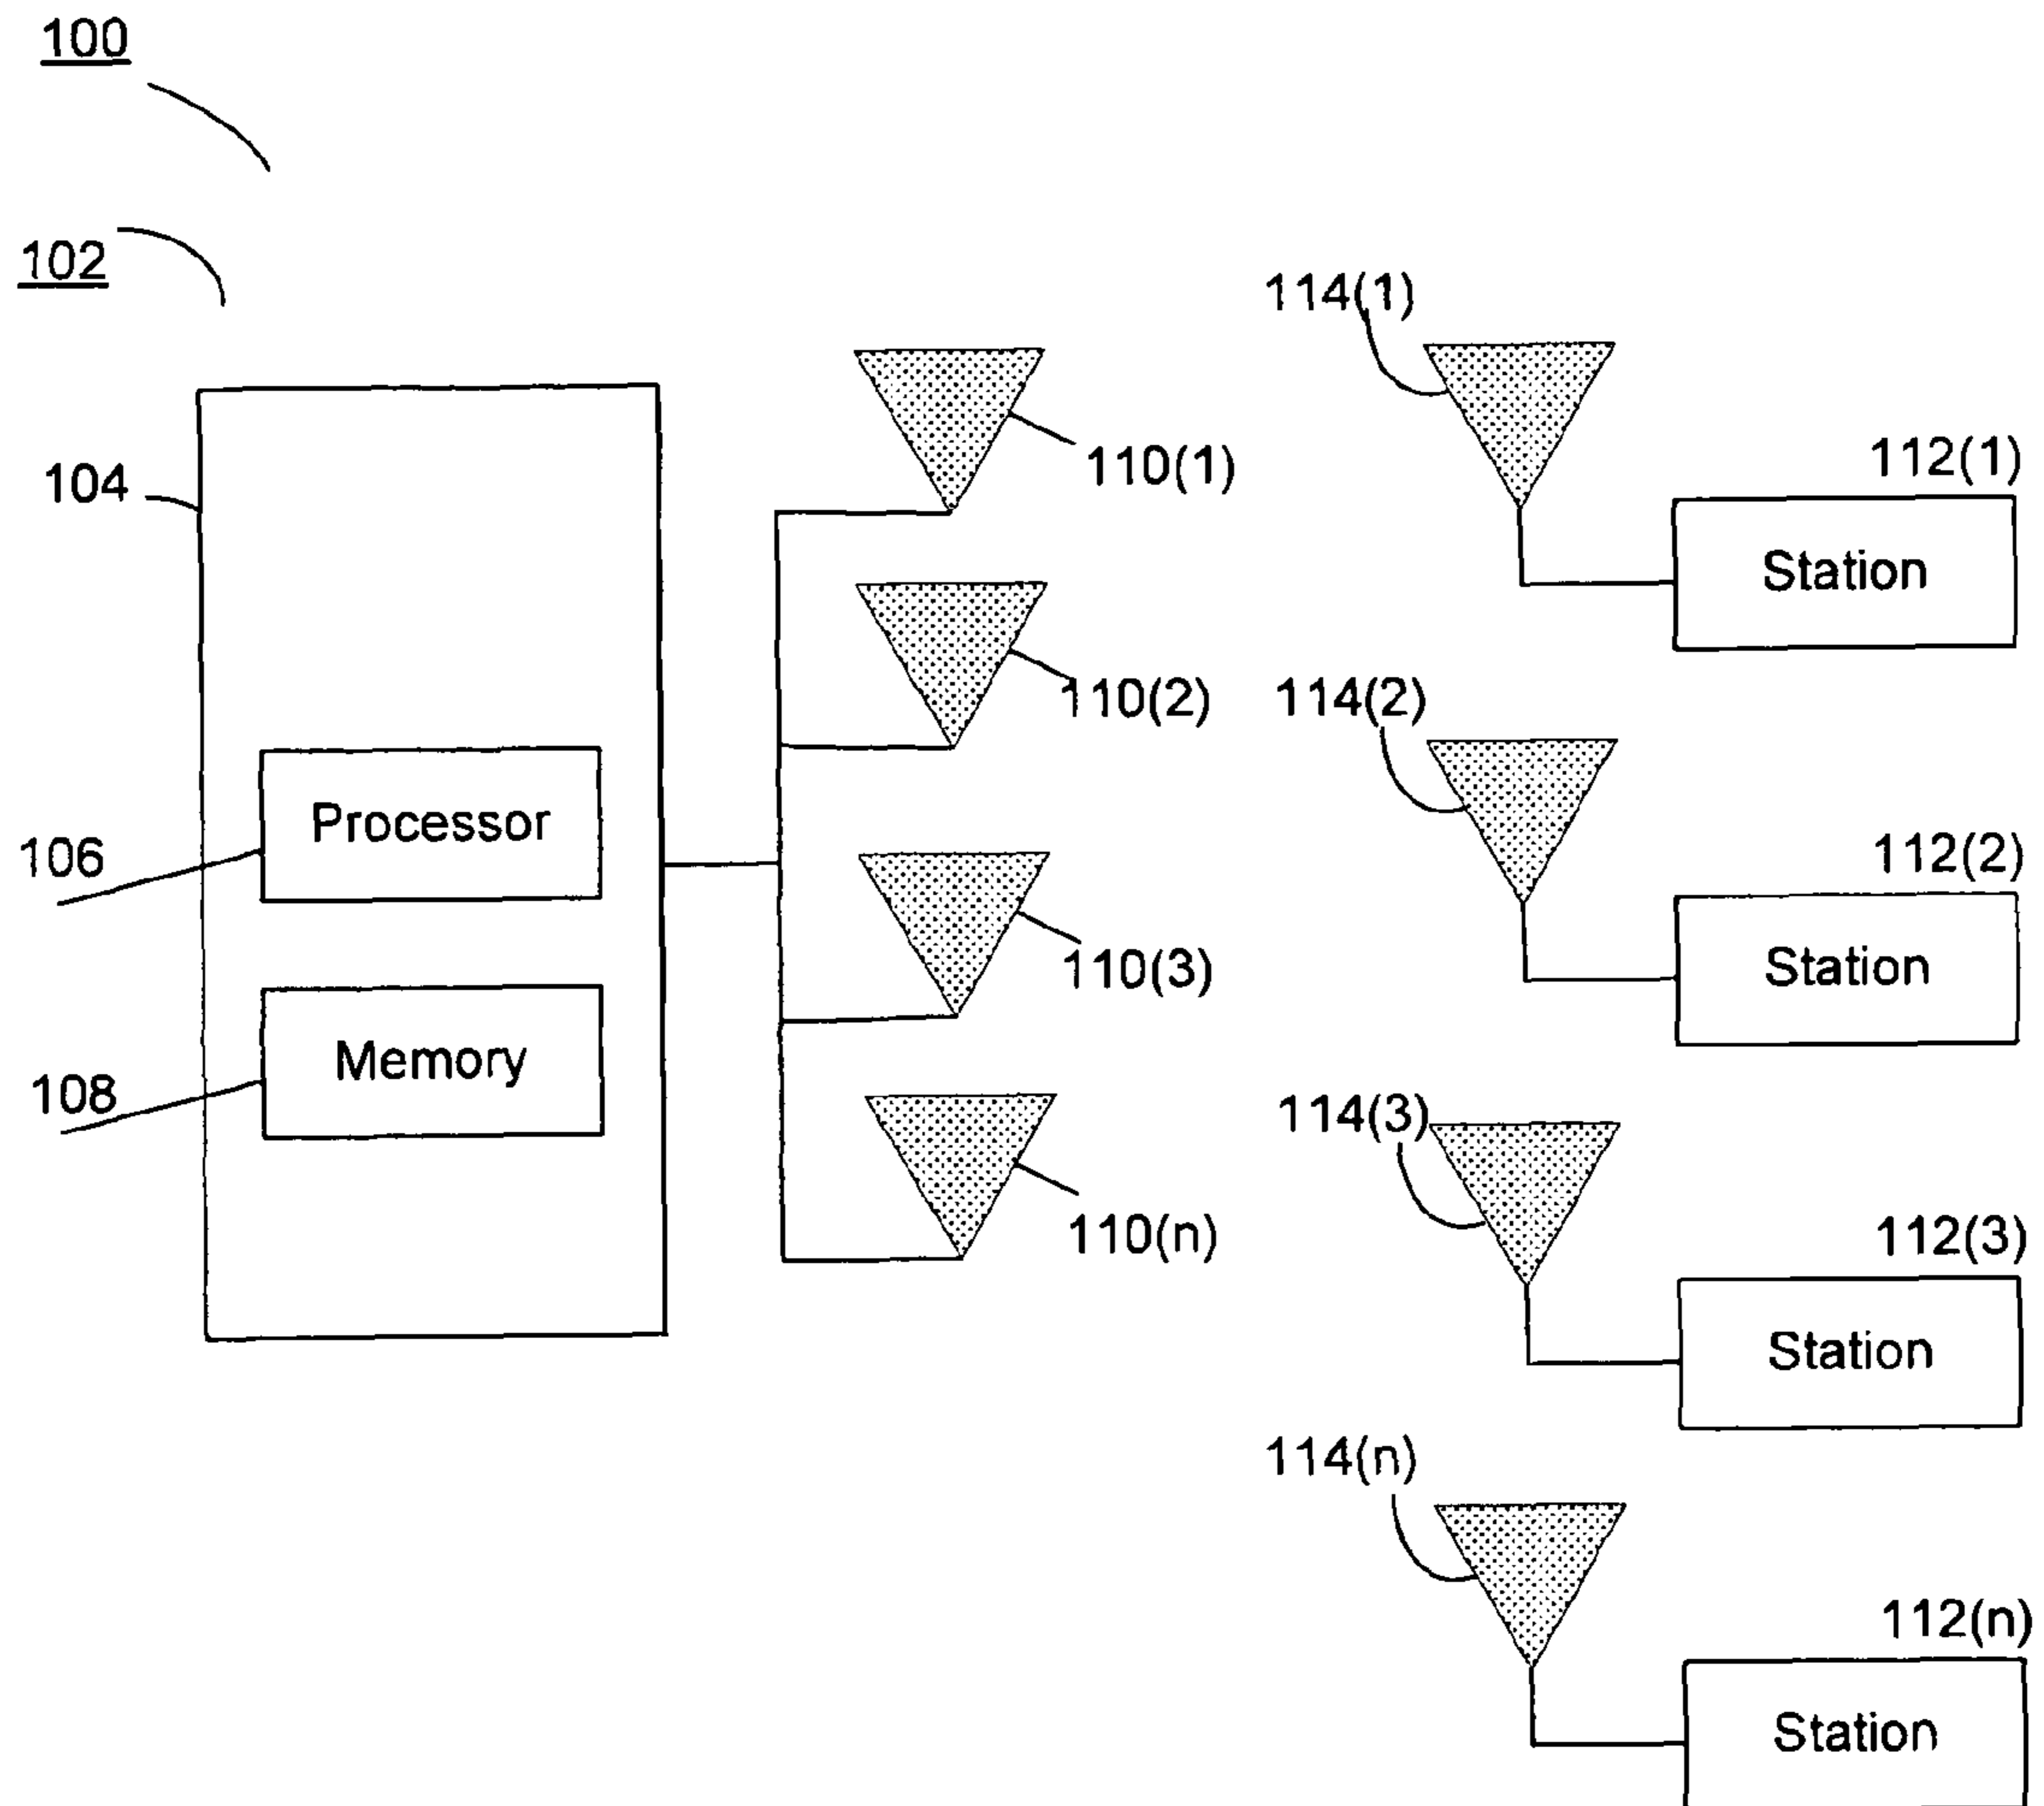 100
102
114(1)
104
110(1)
112(1)
Station
110(2)
114(2)
Processor
106
112(2)
110(3)
Station
Memory
108
114(3)
110(n)
112(3)
Station
114(n)
112(n)
Station